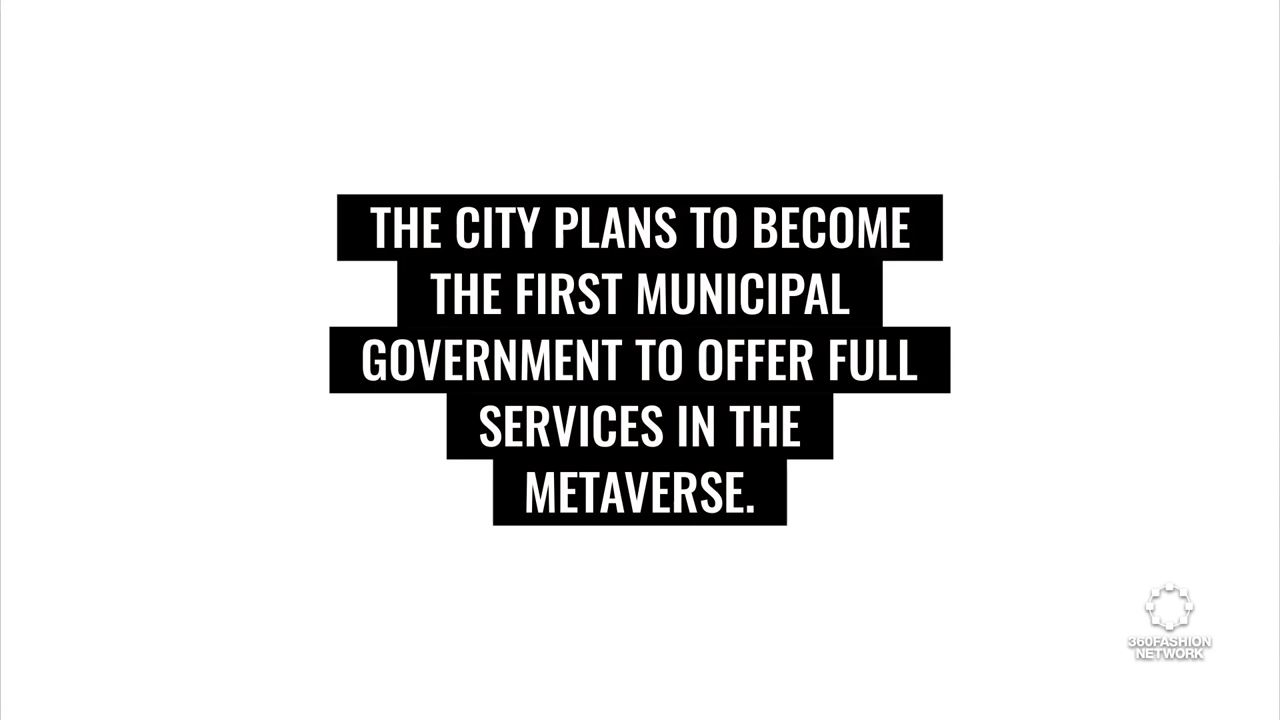 THE CITY PLANS TO BECOME
THE FIRST MUNICIPAL
GOVERNMENT TO OFFER FULL
SERVICES IN THE
METAVERSE.
360FASHION
NETWORK